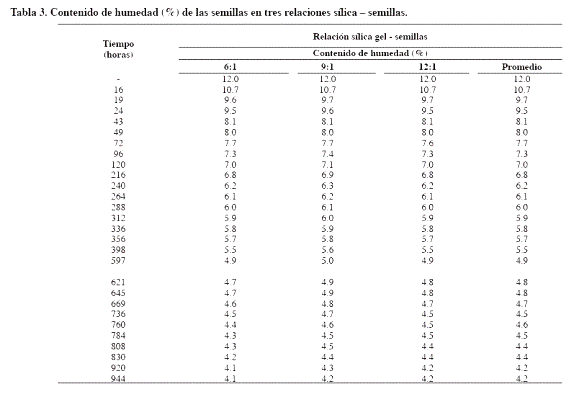 Tabla 3. Contenido de humedad (%) de las semillas en tres relaciones sílica – semillas.
Tiempo (horas) Relación sílica gel - semillas
Contenido de humedad (%)
6:1 9:1 12:1 Promedio
- 12.0 12.0 12.0 12.0
16 10.7 10.7 10.7 10.7
19 9.6 9.7 9.7 9.7
24 9.5 9.6 9.5 9.5
43 8.1 8.1 8.1 8.1
49 8.0 8.0 8.0 8.0
72 7.7 7.7 7.6 7.7
96 7.3 7.4 7.3 7.3
120 7.0 7.1 7.0 7.0
216 6.8 6.9 6.8 6.8
240 6.2 6.3 6.2 6.2
264 6.1 6.2 6.1 6.1
288 6.0 6.1 6.0 6.0
312 5.9 6.0 5.9 5.9
336 5.8 5.9 5.8 5.8
356 5.7 5.8 5.7 5.7
398 5.5 5.6 5.5 5.5
597 4.9 5.0 4.9 4.9
621 4.7 4.9 4.8 4.8
645 4.7 4.9 4.8 4.8
669 4.6 4.8 4.7 4.7
736 4.5 4.7 4.5 4.5
760 4.4 4.6 4.5 4.6
784 4.3 4.5 4.5 4.5
808 4.3 4.5 4.4 4.4
830 4.2 4.4 4.4 4.4
920 4.1 4.3 4.2 4.2
944 4.1 4.2 4.2 4.2